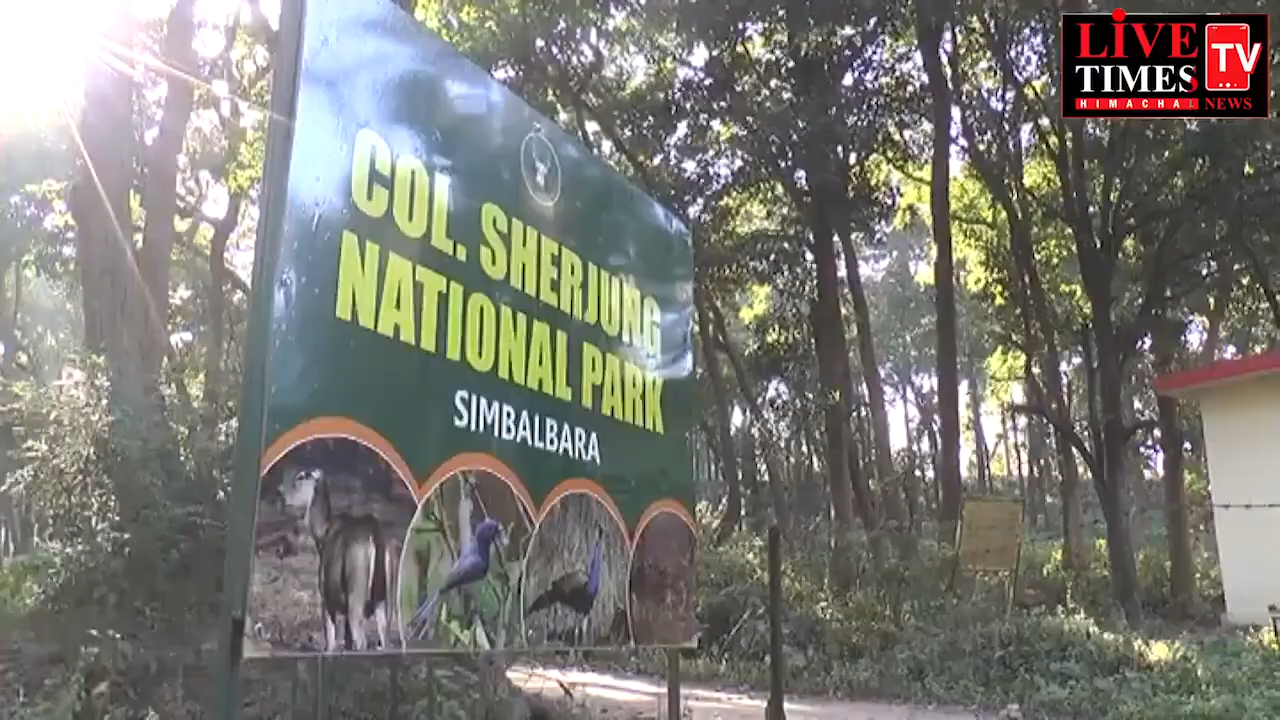 COL. SHERJUNG
NATIONAL PARK
SIMBALBARA
LiVE
TIMES
TV
HIMACHAL NEWS